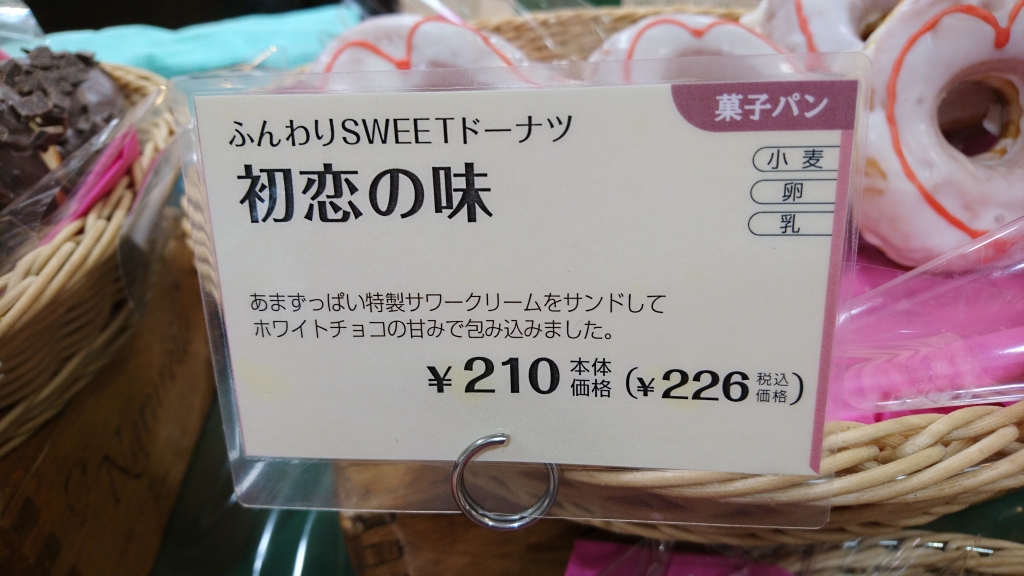 菓子パン
ふんわりSWEETドーナツ
初恋の味
小麦
卵
乳
あまずっぱい特製サワークリームをサンドして
ホワイトチョコの甘みで包み込みました。
¥210 本体価格 (¥226 税込価格)